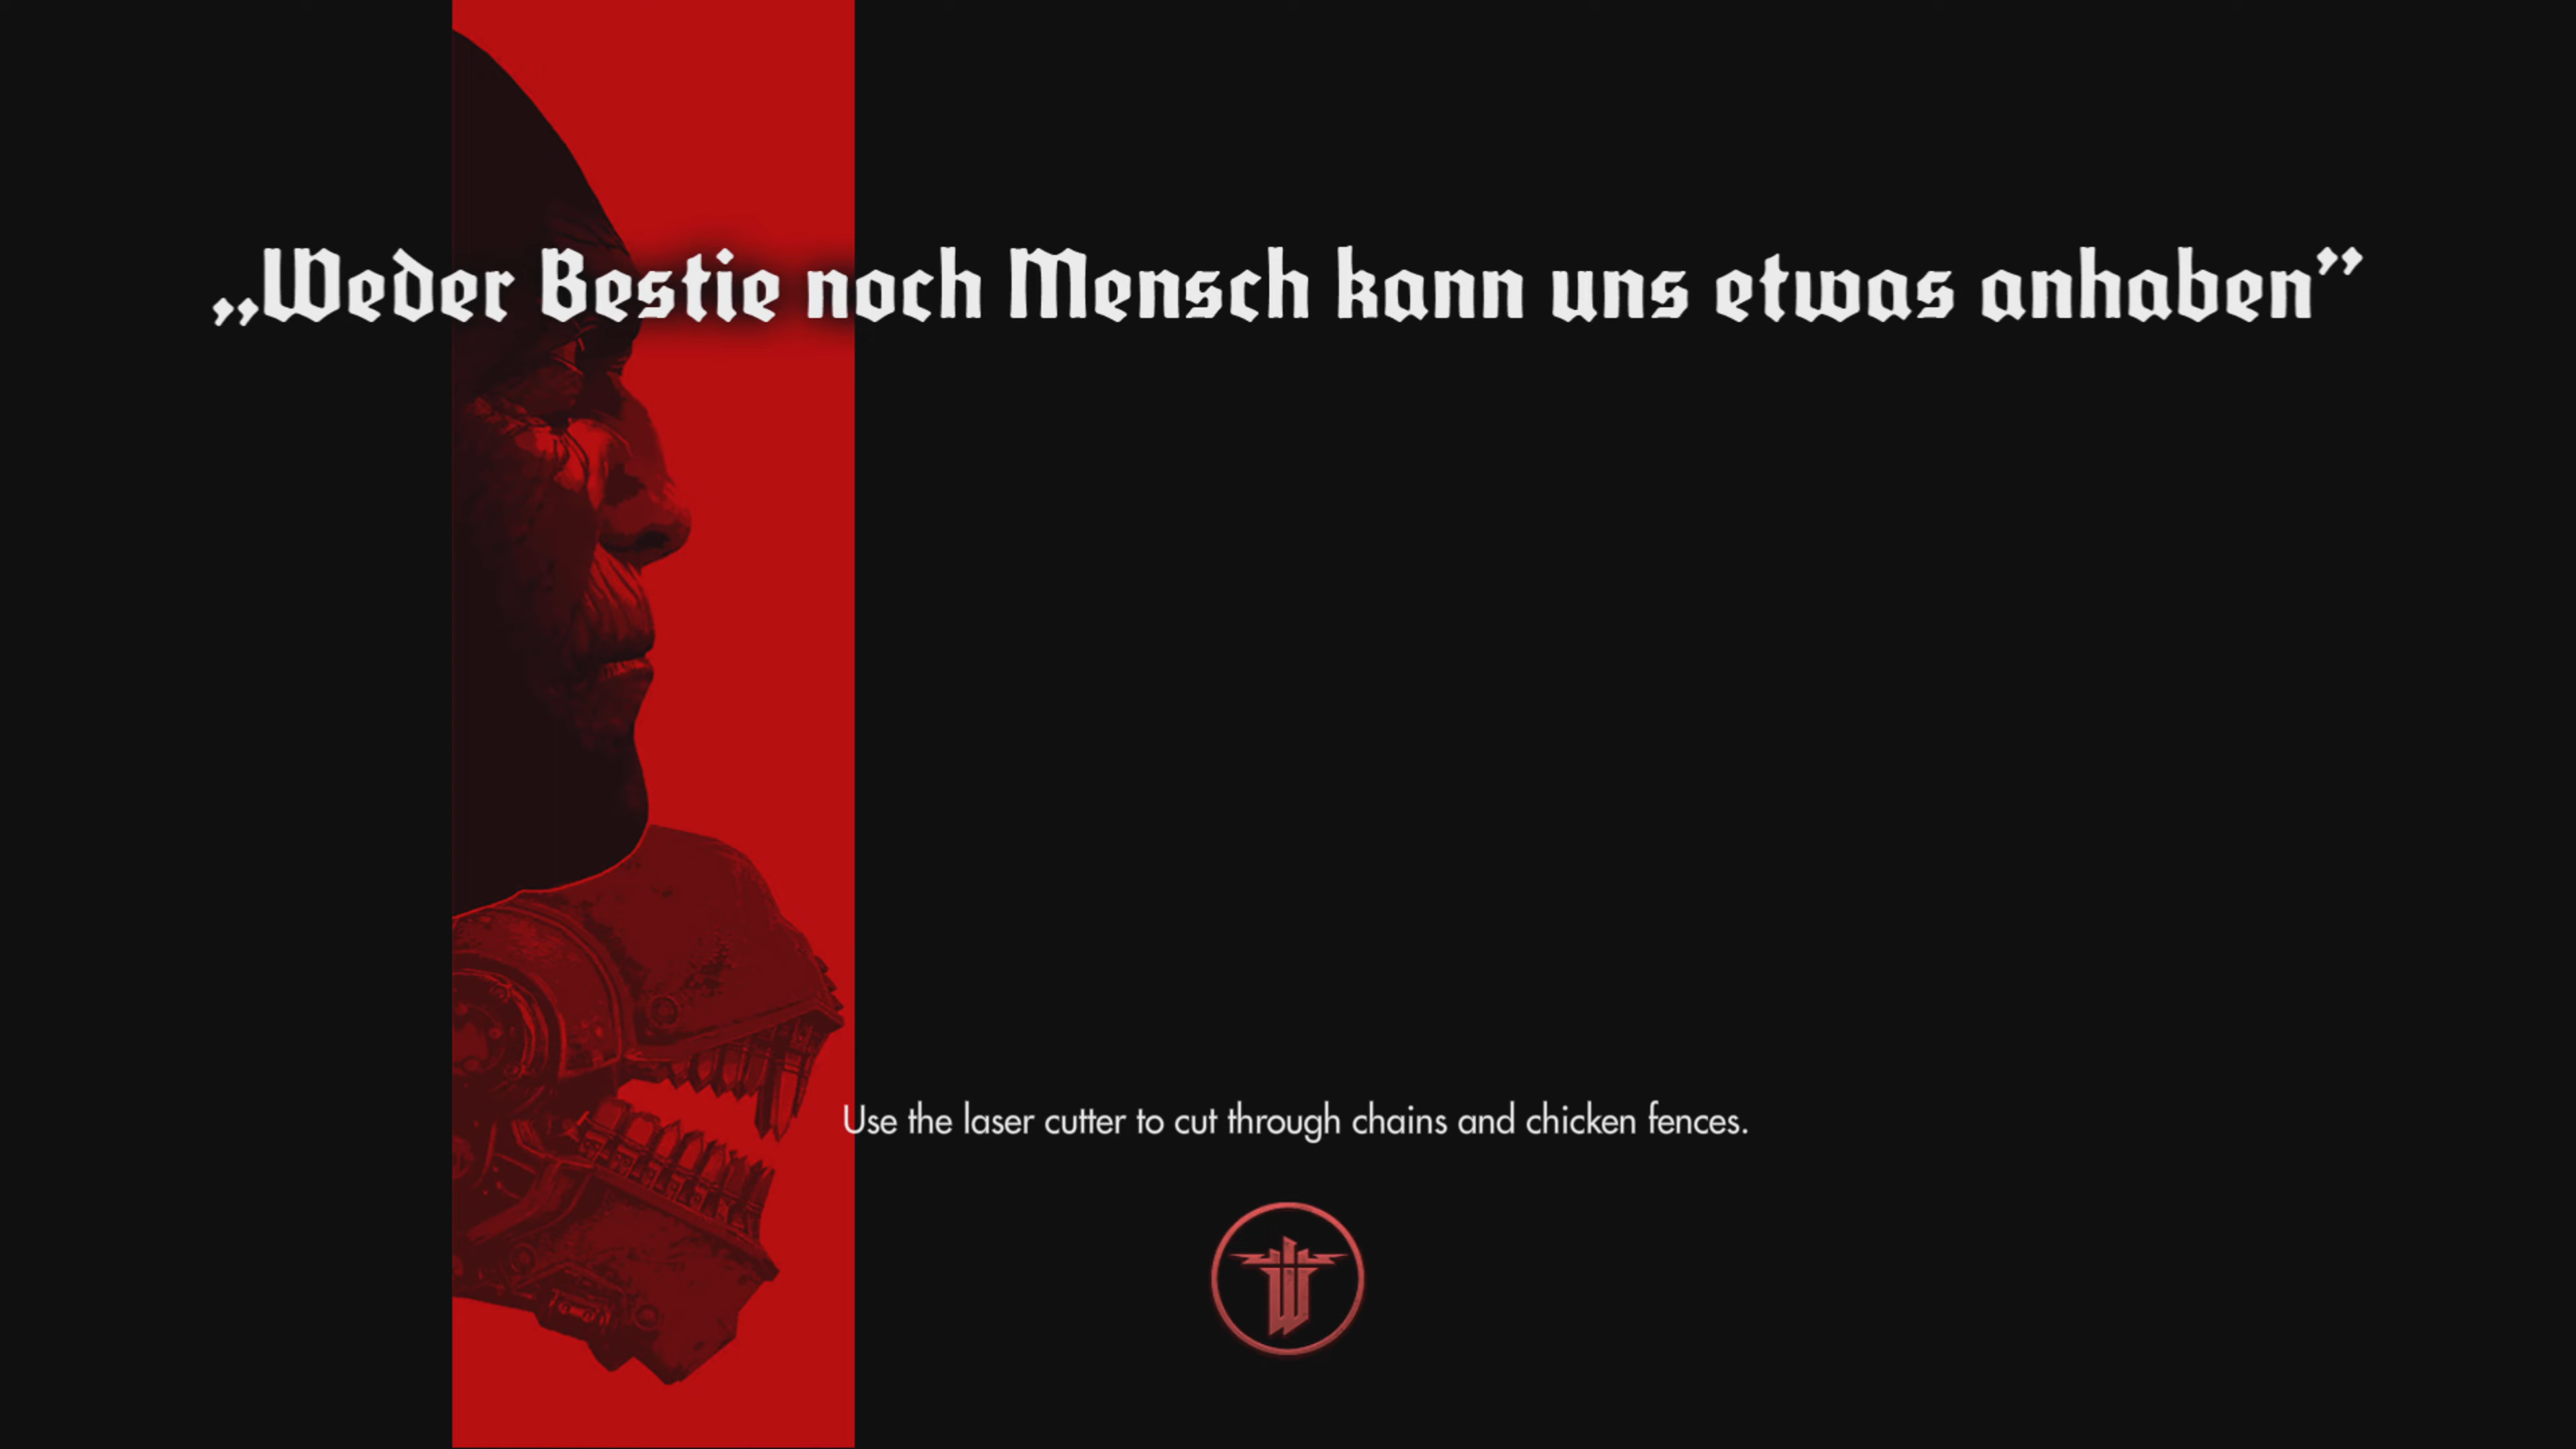 „Weder Bestie noch Mensch kann uns etwas anhaben”
Use the laser cutter to cut through chains and chicken fences.